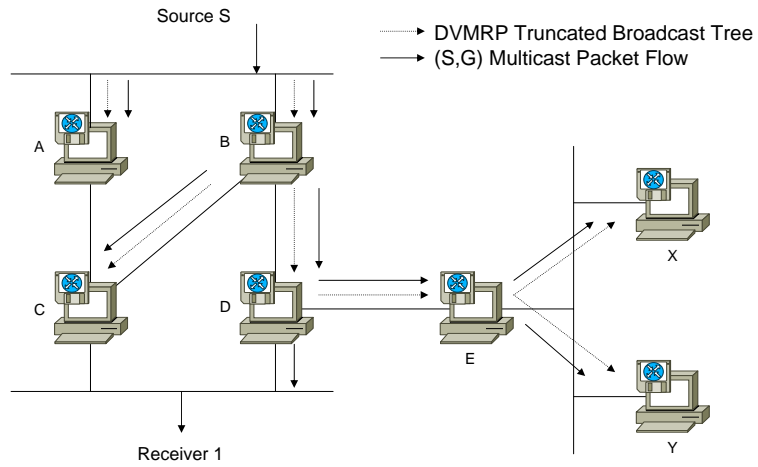 Source S
DVMRP Truncated Broadcast Tree
(S,G) Multicast Packet Flow
A
B
X
C
D
E
Y
Receiver 1